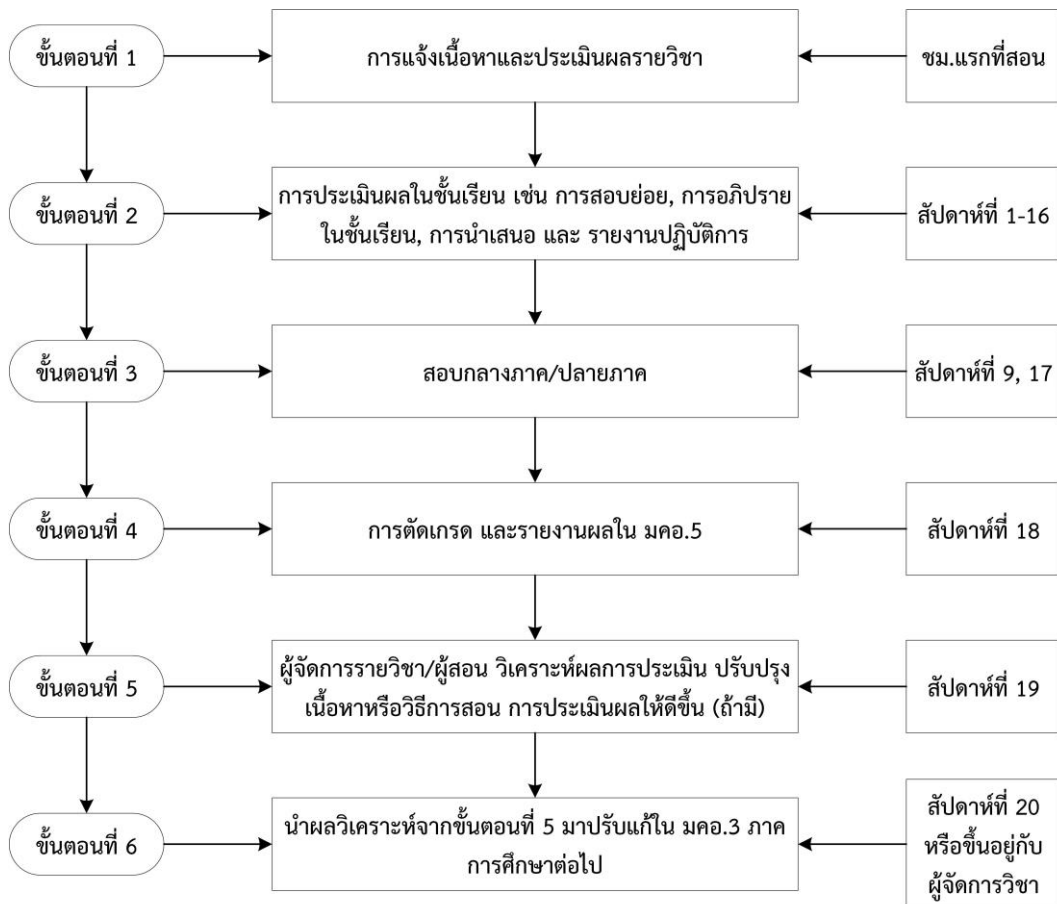 ขั้นตอนที่ 1
การแจ้งเนื้อหาและประเมินผลรายวิชา
ชม.แรกที่สอน
ขั้นตอนที่ 2
การประเมินผลในชั้นเรียน เช่น การสอบย่อย, การอภิปราย
ในชั้นเรียน, การนำเสนอ และ รายงานปฏิบัติการ
สัปดาห์ที่ 1-16
ขั้นตอนที่ 3
สอบกลางภาค/ปลายภาค
สัปดาห์ที่ 9, 17
ขั้นตอนที่ 4
การตัดเกรด และรายงานผลใน มคอ.5
สัปดาห์ที่ 18
ขั้นตอนที่ 5
ผู้จัดการรายวิชา/ผู้สอน วิเคราะห์ผลการประเมิน ปรับปรุง
เนื้อหาหรือวิธีการสอน การประเมินผลให้ดีขึ้น (ถ้ามี)
สัปดาห์ที่ 19
ขั้นตอนที่ 6
นำผลวิเคราะห์จากขั้นตอนที่ 5 มาปรับแก้ใน มคอ.3 ภาค
การศึกษาต่อไป
สัปดาห์ที่ 20
หรือขึ้นอยู่กับ
ผู้จัดการวิชา